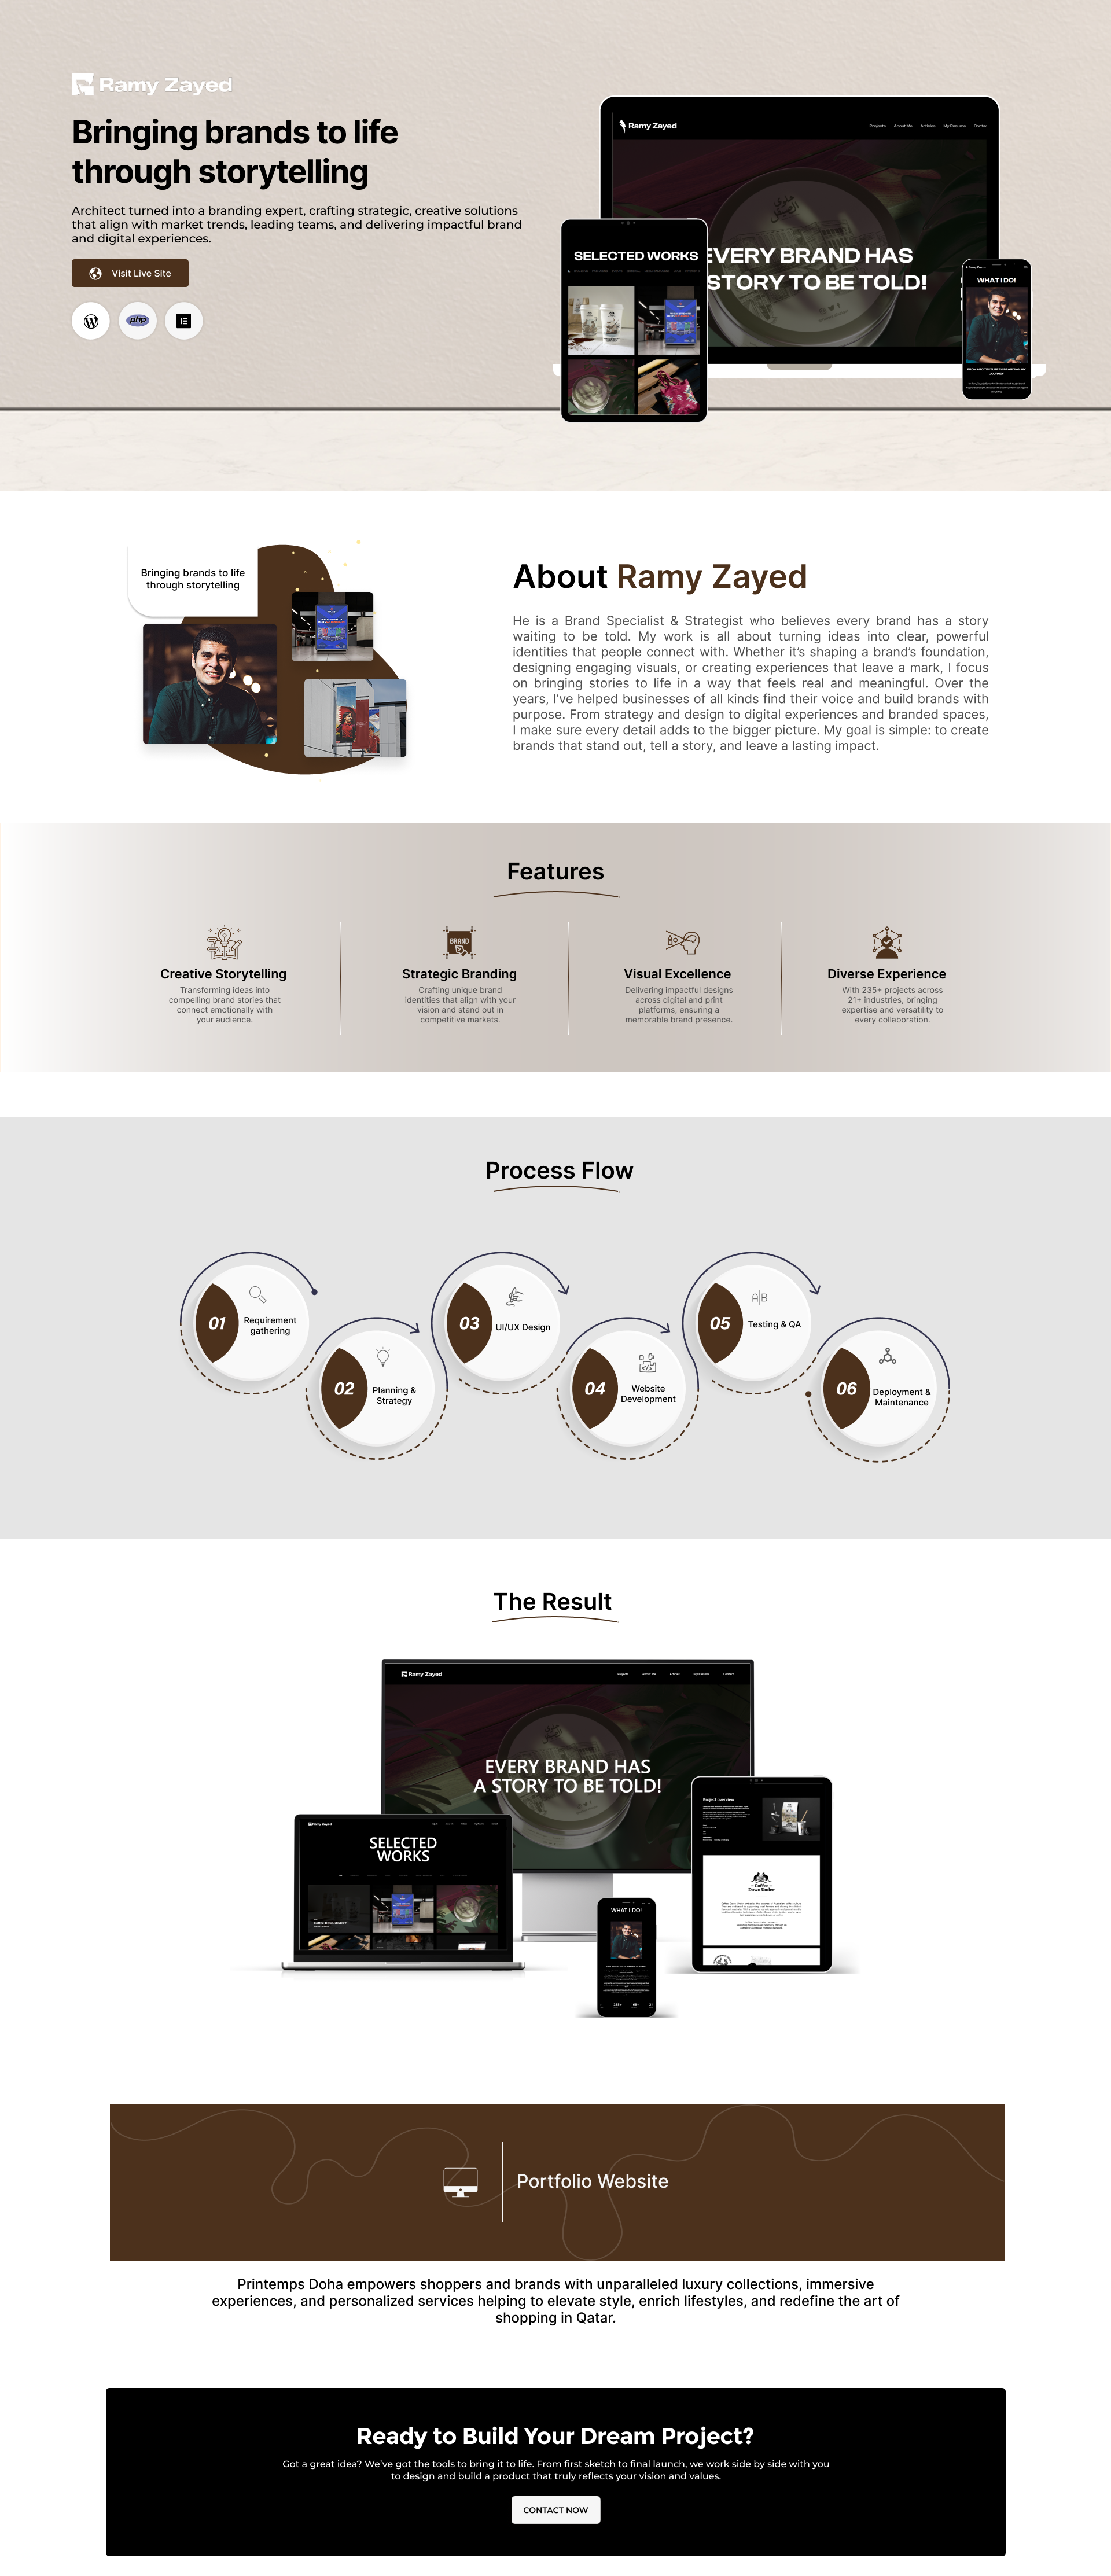 Ramy Zayed
Bringing brands to life
through storytelling
Architect turned into a branding expert, crafting strategic, creative solutions
that align with market trends, leading teams, and delivering impactful brand
and digital experiences.
Visit Live Site
php
Ramy Zayed
Projects About Me Articles My Resume
EVERY BRAND HAS
STORY TO BE TOLD!
SELECTED WORKS
WHAT I DO!
Bringing brands to life
through storytelling
About Ramy Zayed
He is a Brand Specialist & Strategist who believes every brand has a story
waiting to be told. My work is all about turning ideas into clear, powerful
identities that people connect with. Whether it’s shaping a brand’s foundation,
designing engaging visuals, or creating experiences that leave a mark, I focus
on bringing stories to life in a way that feels real and meaningful. Over the
years, I’ve helped businesses of all kinds find their voice and build brands with
purpose. From strategy and design to digital experiences and branded spaces,
I make sure every detail adds to the bigger picture. My goal is simple: to create
brands that stand out, tell a story, and leave a lasting impact.
Features
BRAND
Creative Storytelling
Transforming ideas into
compelling brand stories that
connect emotionally with
your audience.
Strategic Branding
Crafting unique brand
identities that align with your
vision and stand out in
competitive markets.
Visual Excellence
Delivering impactful designs
across digital and print
platforms, ensuring a
memorable brand presence.
Diverse Experience
With 235+ projects across
21+ industries, bringing
expertise and versatility to
every collaboration.
Process Flow
01
Requirement
gathering
02
Planning &
Strategy
03
UI/UX Design
04
Website
Development
05
A|B
Testing & QA
06
Deployment &
Maintenance
The Result
Ramy Zayed
Projects About Me Articles My Resume Contact
EVERY BRAND HAS
A STORY TO BE TOLD!
Ramy Zayed
SELECTED
WORKS
Project overview
Coffee
Down Under
WHAT I DO!
Portfolio Website
Printemps Doha empowers shoppers and brands with unparalleled luxury collections, immersive
experiences, and personalized services helping to elevate style, enrich lifestyles, and redefine the art of
shopping in Qatar.
Ready to Build Your Dream Project?
Got a great idea? We’ve got the tools to bring it to life. From first sketch to final launch, we work side by side with you
to design and build a product that truly reflects your vision and values.
CONTACT NOW